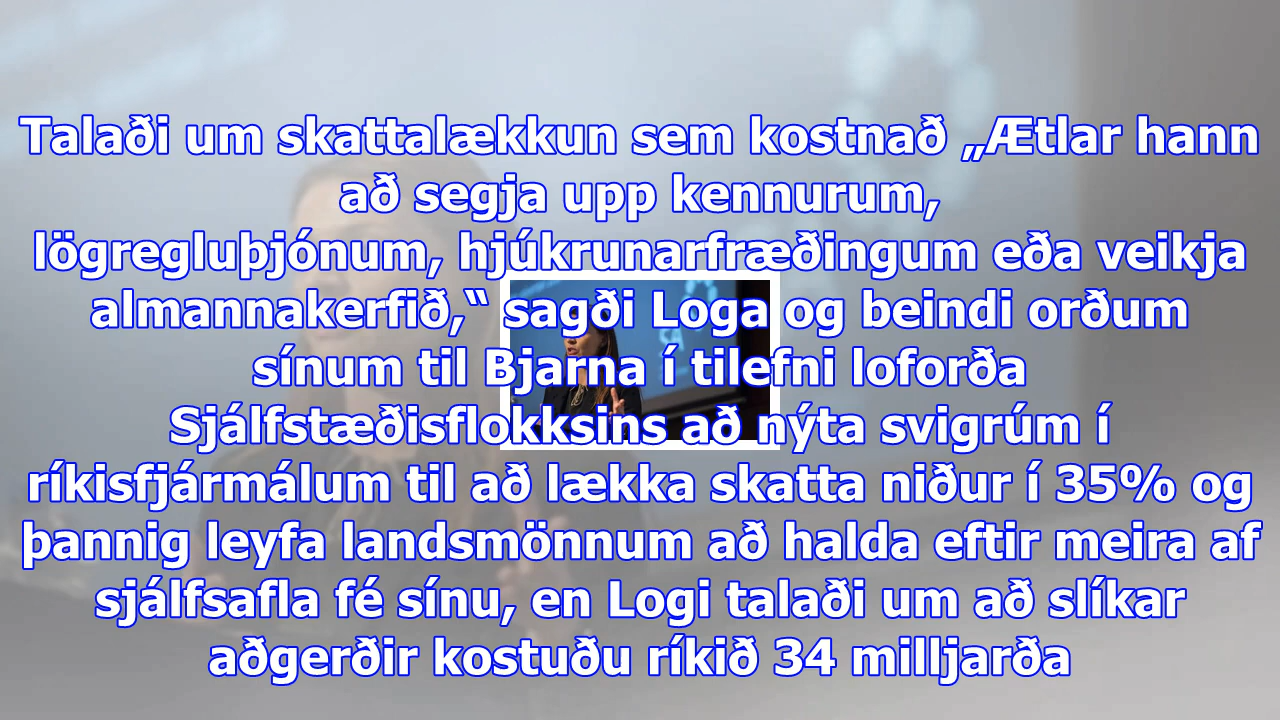 Talaði um skattalækkun sem kostnað „Ætlar hann
að segja upp kennurum,
lögregluþjónum, hjúkrunarfræðingum eða veikja
almannakerfið,“ sagði Loga og beindi orðum
sínum til Bjarna í tilefni loforða
Sjálfstæðisflokksins að nýta svigrúm í
ríkisfjármálum til að lækka skatta niður í 35% og
þannig leyfa landsmönnum að halda eftir meira af
sjálfsafla fé sínu, en Logi talaði um að slíkar
aðgerðir kostuðu ríkið 34 milljarða